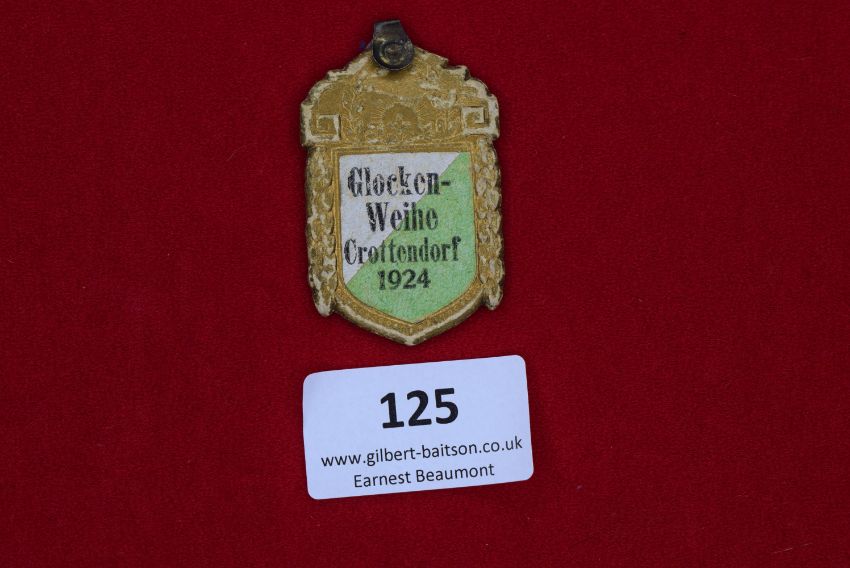 Glocken-
Weihe
Crottendorf
1924
125
www.gilbert-baitson.co.uk
Earnest Beaumont